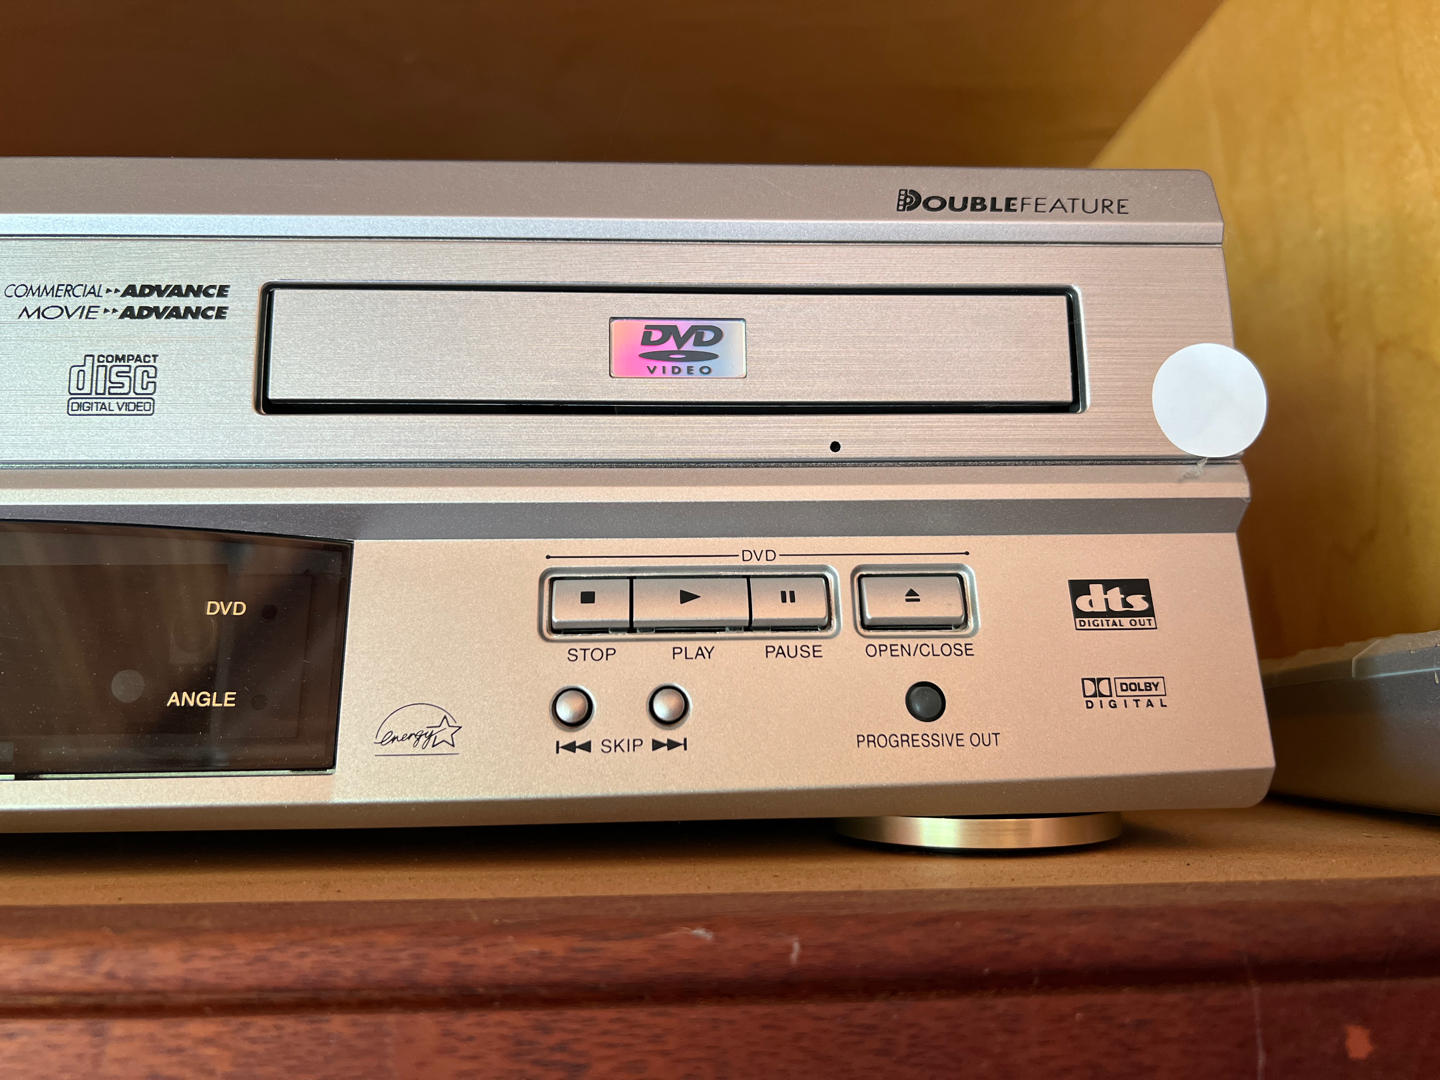 DOUBLEFEATURE
COMMERCIAL ADVANCE
MOVIE ADVANCE
COMPACT
disc
DIGITAL VIDEO
DVD
VIDEO
DVD
STOP PLAY PAUSE OPEN/CLOSE
DVD
ANGLE
energy
SKIP
PROGRESSIVE OUT
dts
DIGITAL OUT
DOLBY
DIGITAL